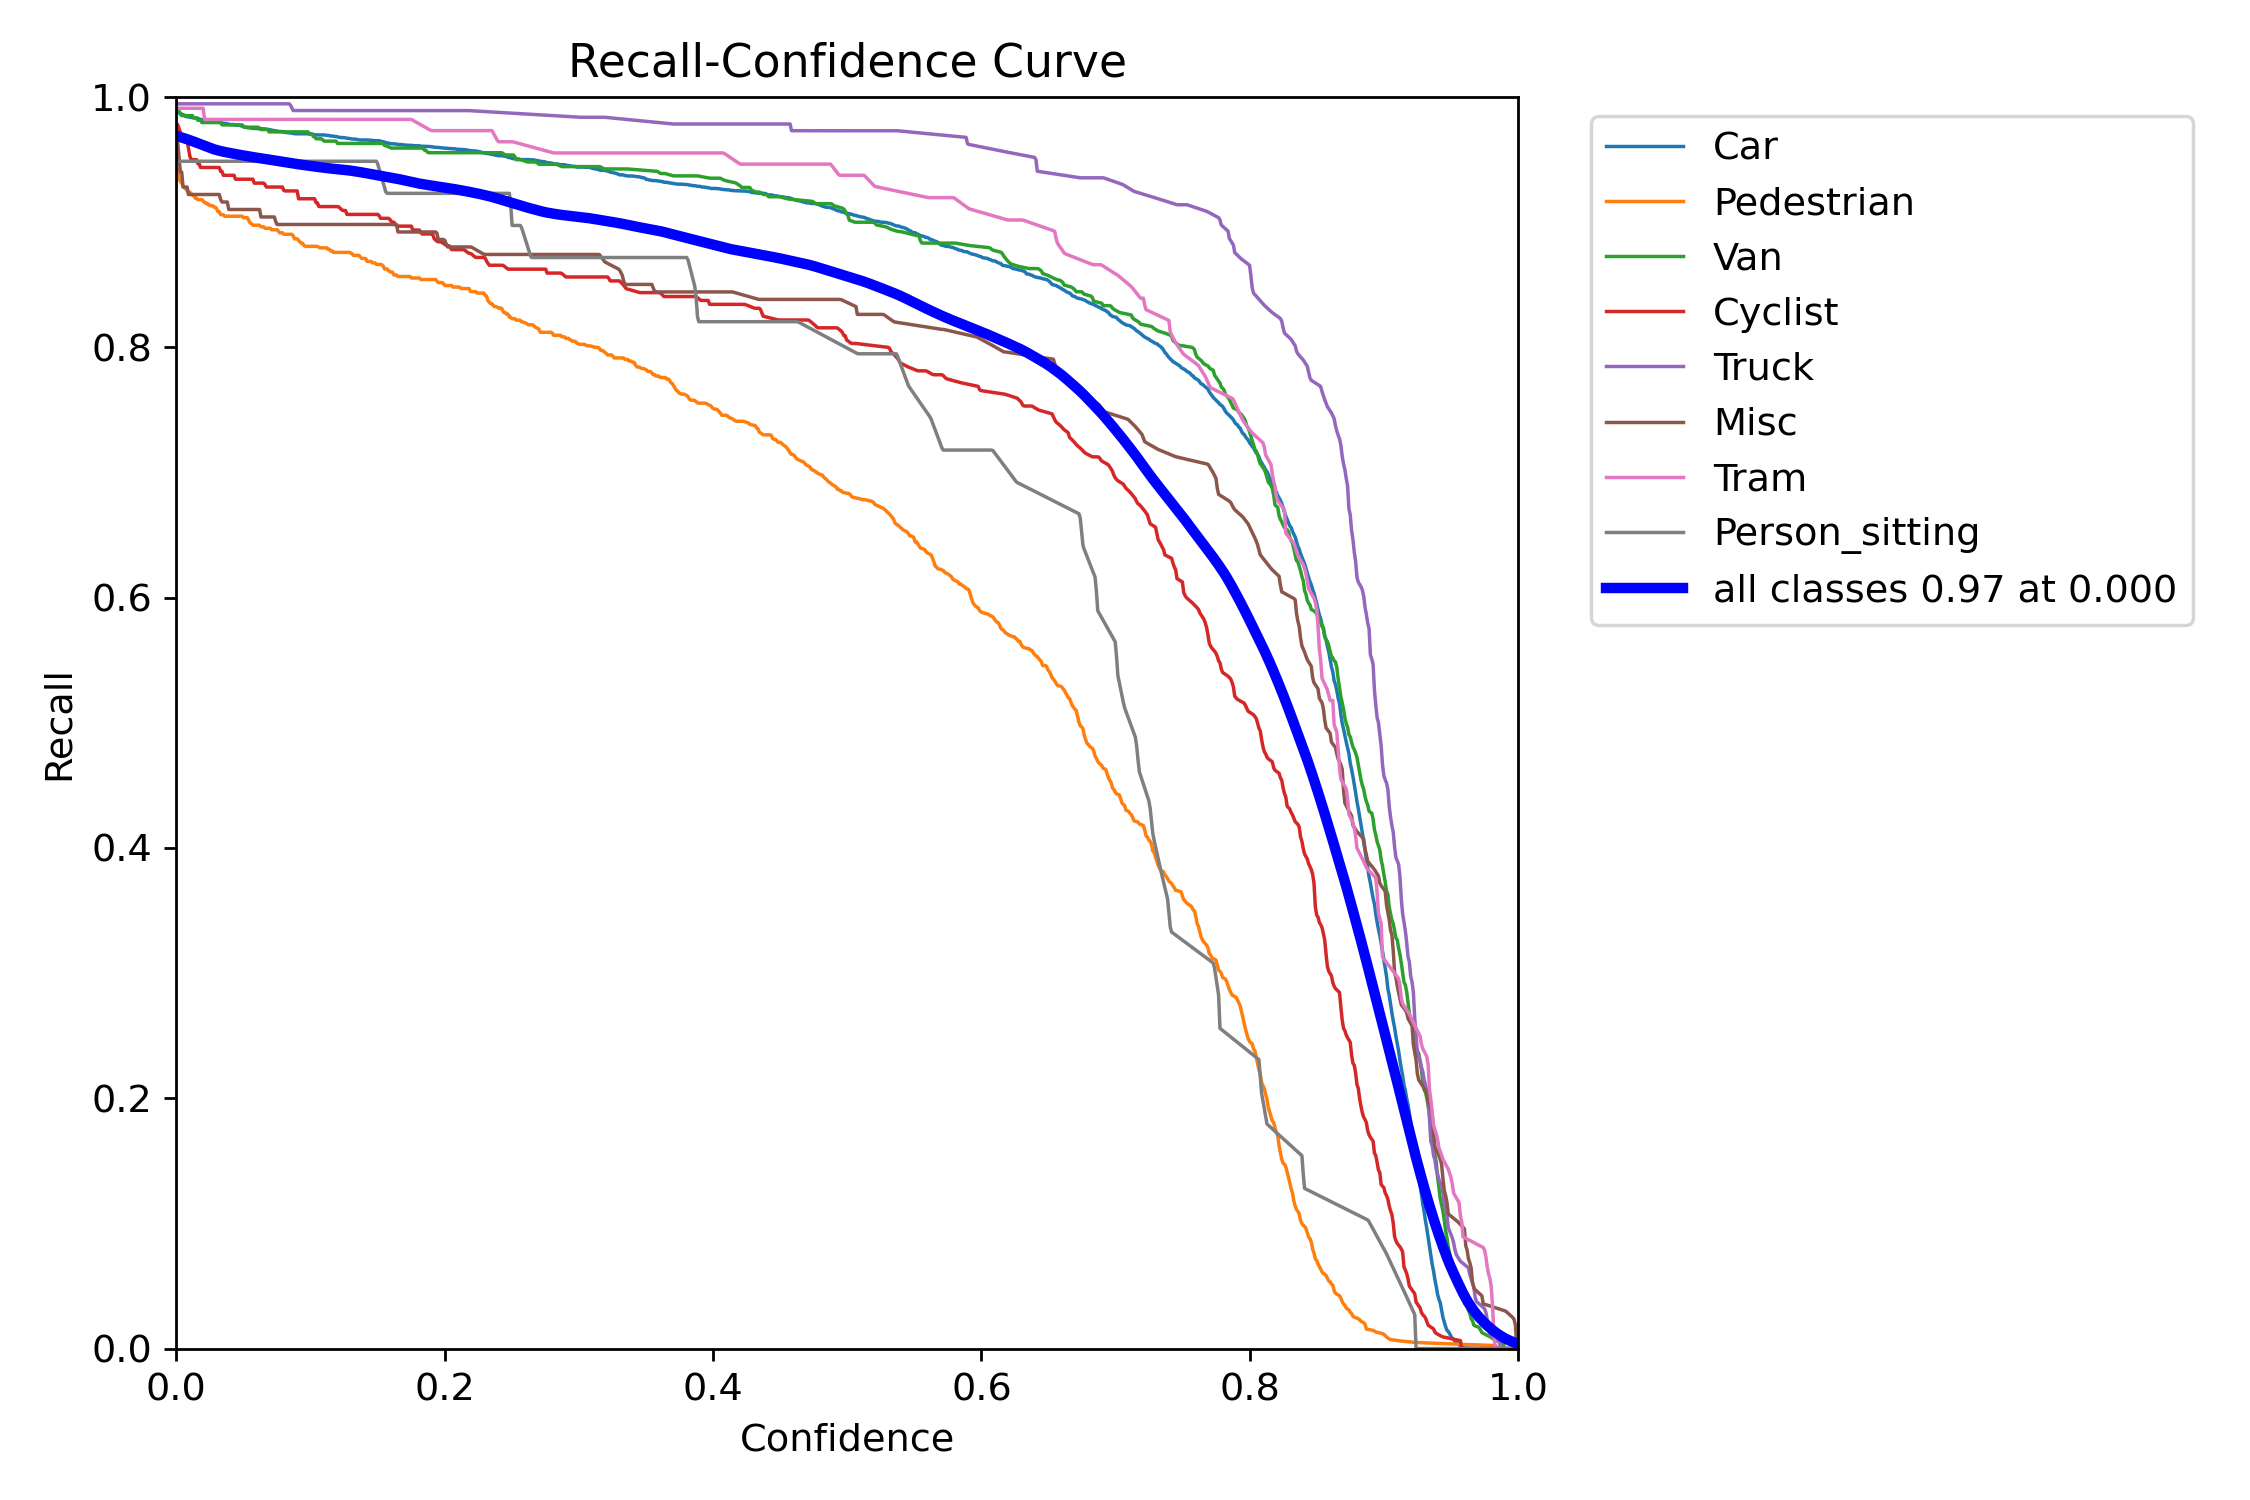 Recall-Confidence Curve
1.0
0.8
0.6
0.4
0.2
0.0
Recall
0.0 0.2 0.4 0.6 0.8 1.0
Confidence
Car
Pedestrian
Van
Cyclist
Truck
Misc
Tram
Person_sitting
all classes 0.97 at 0.000